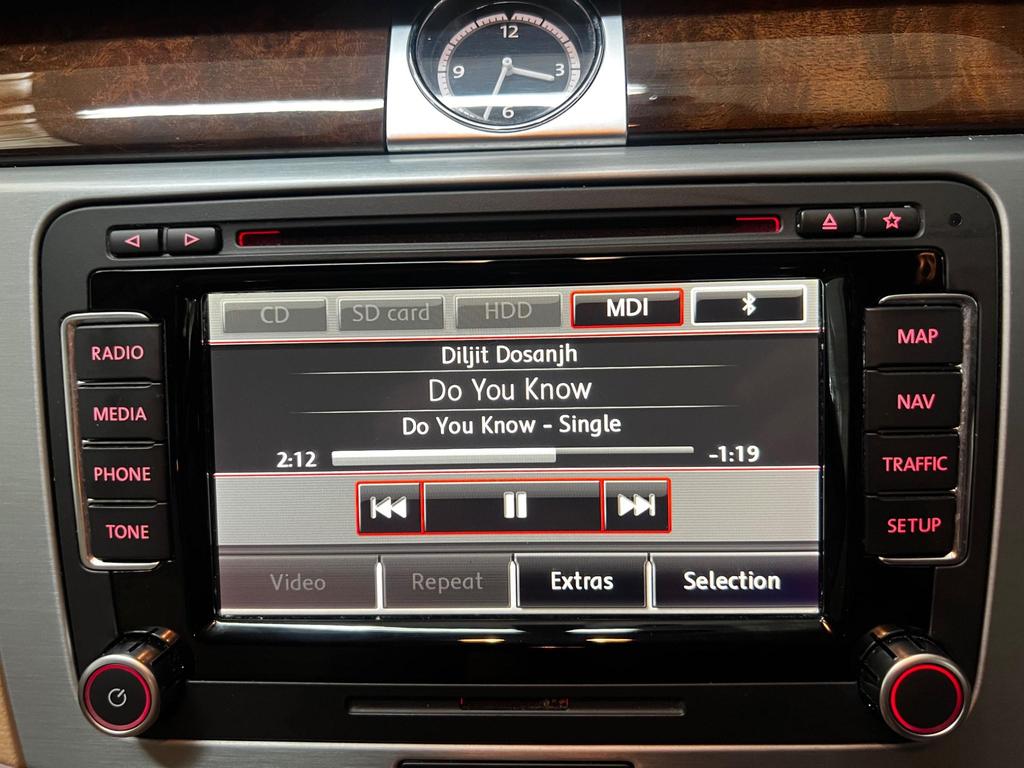 12
9 3
6
CD SD card HDD MDI
Diljit Dosanjh
Do You Know
Do You Know - Single
2:12 -1:19
Video Repeat Extras Selection
RADIO
MEDIA
PHONE
TONE
MAP
NAV
TRAFFIC
SETUP